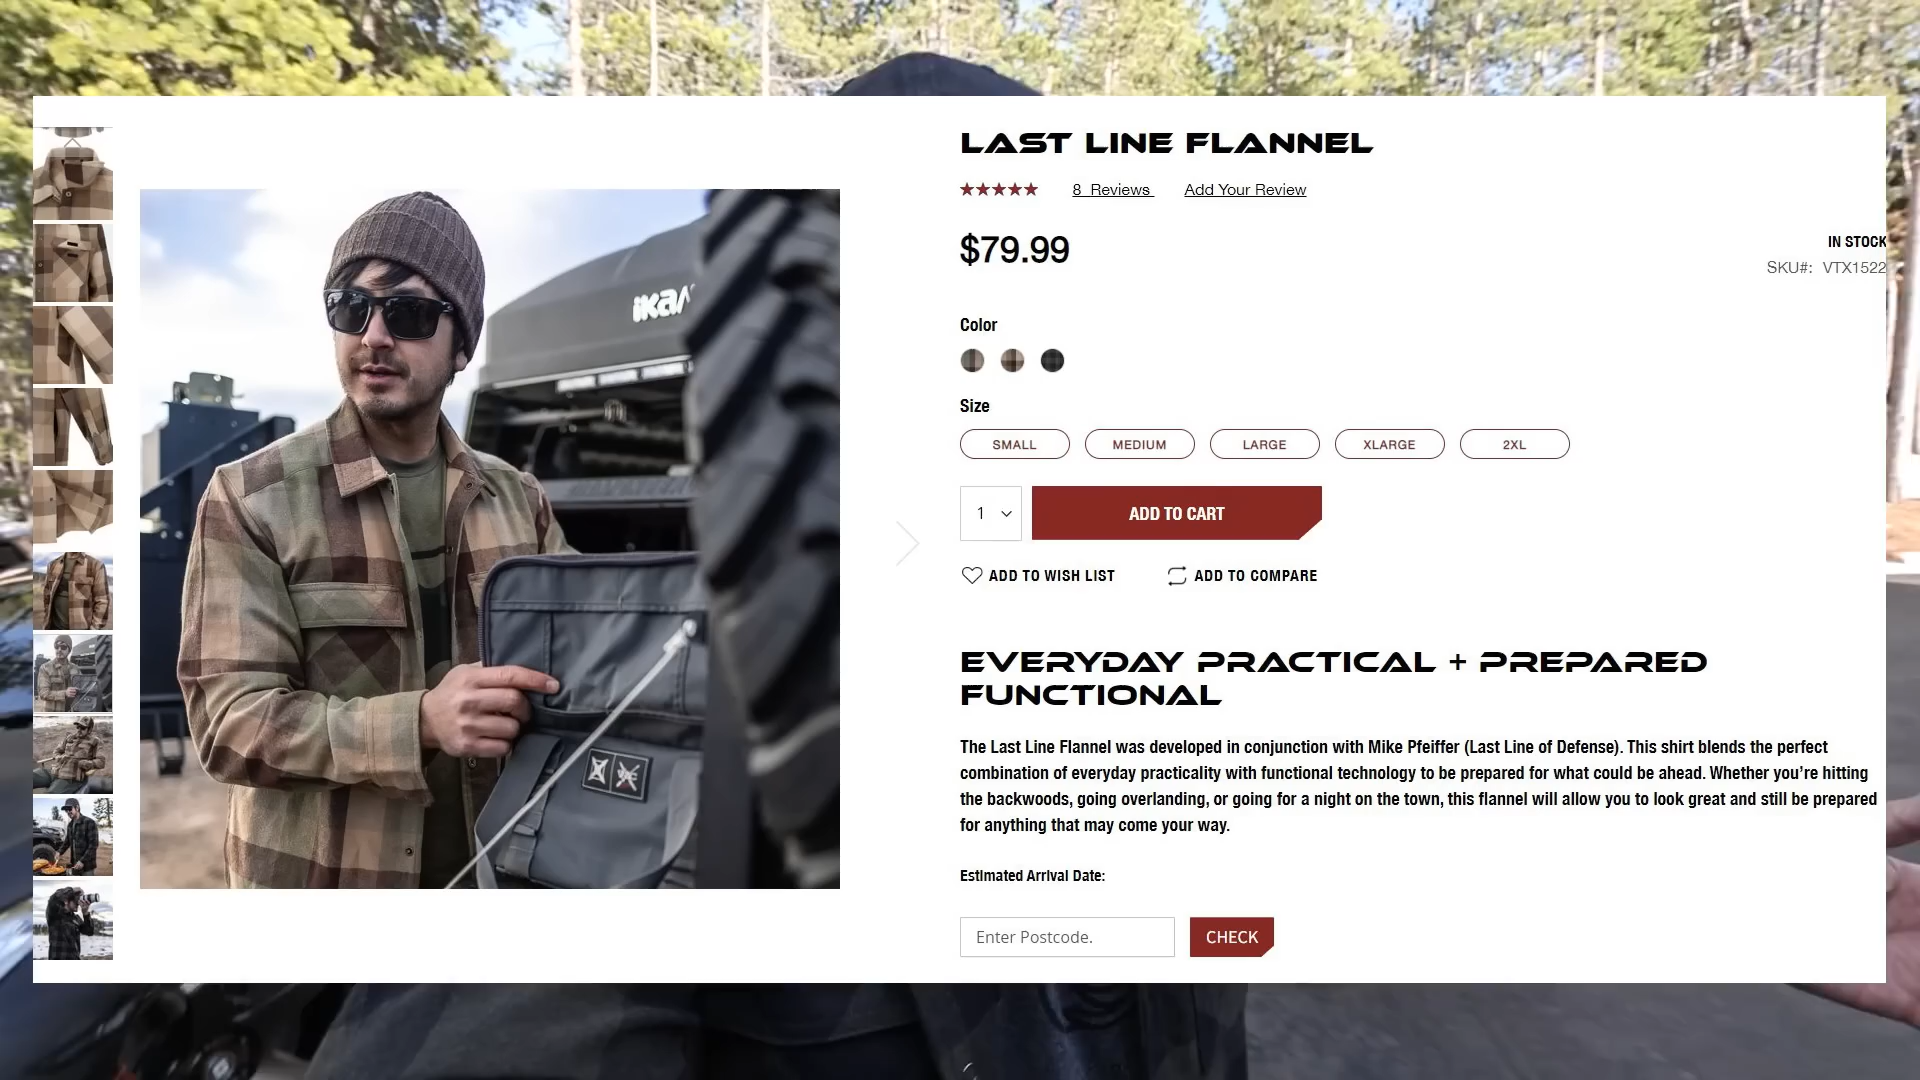 LAST LINE FLANNEL
8 Reviews Add Your Review
$79.99
IN STOCK
SKU#: VTX1522
Color
Size
SMALL MEDIUM LARGE XLARGE 2XL
1 ADD TO CART
ADD TO WISH LIST ADD TO COMPARE
EVERYDAY PRACTICAL + PREPARED
FUNCTIONAL
The Last Line Flannel was developed in conjunction with Mike Pfeiffer (Last Line of Defense). This shirt blends the perfect
combination of everyday practicality with functional technology to be prepared for what could be ahead. Whether you’re hitting
the backwoods, going overlanding, or going for a night on the town, this flannel will allow you to look great and still be prepared
for anything that may come your way.
Estimated Arrival Date:
Enter Postcode. CHECK